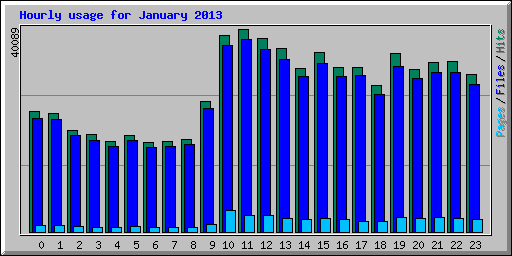 Hourly usage for January 2013
40089
Pages / Files / Hits
0 1 2 3 4 5 6 7 8 9 10 11 12 13 14 15 16 17 18 19 20 21 22 23